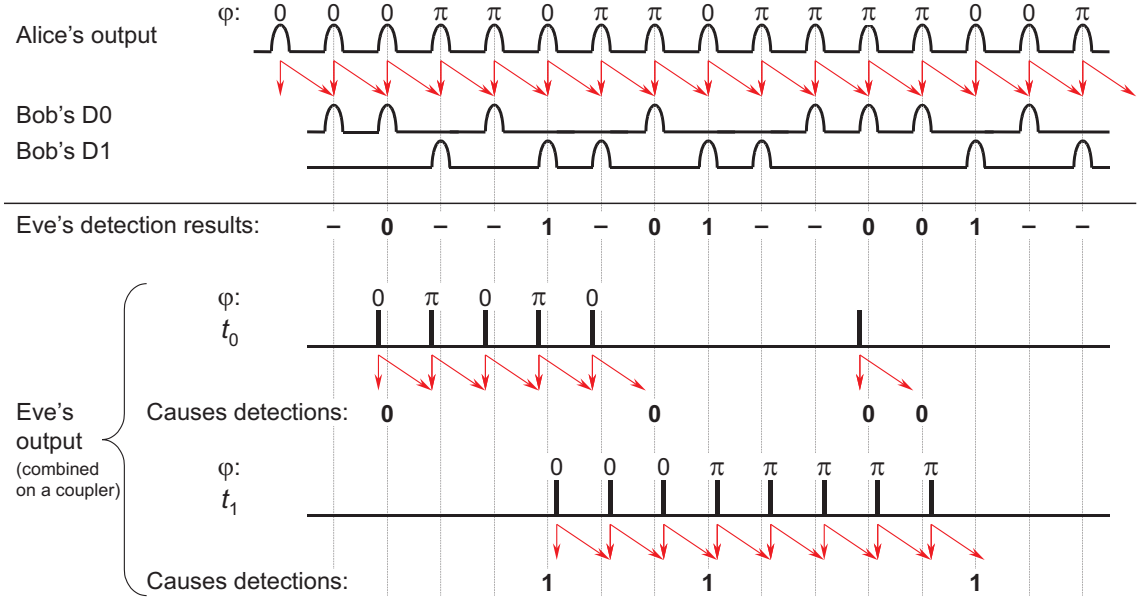 φ: 0 0 0 π π 0 π π 0 π π π π 0 0 π
Alice's output
Bob's D0
Bob's D1
Eve's detection results: – 0 – – 1 – 0 1 – – 0 0 1 – –
φ: 0 π 0 π 0
t0
Causes detections: 0 0 0 0
Eve's
output
(combined
on a coupler)
φ: 0 0 0 π π π π π
t1
Causes detections: 1 1 1